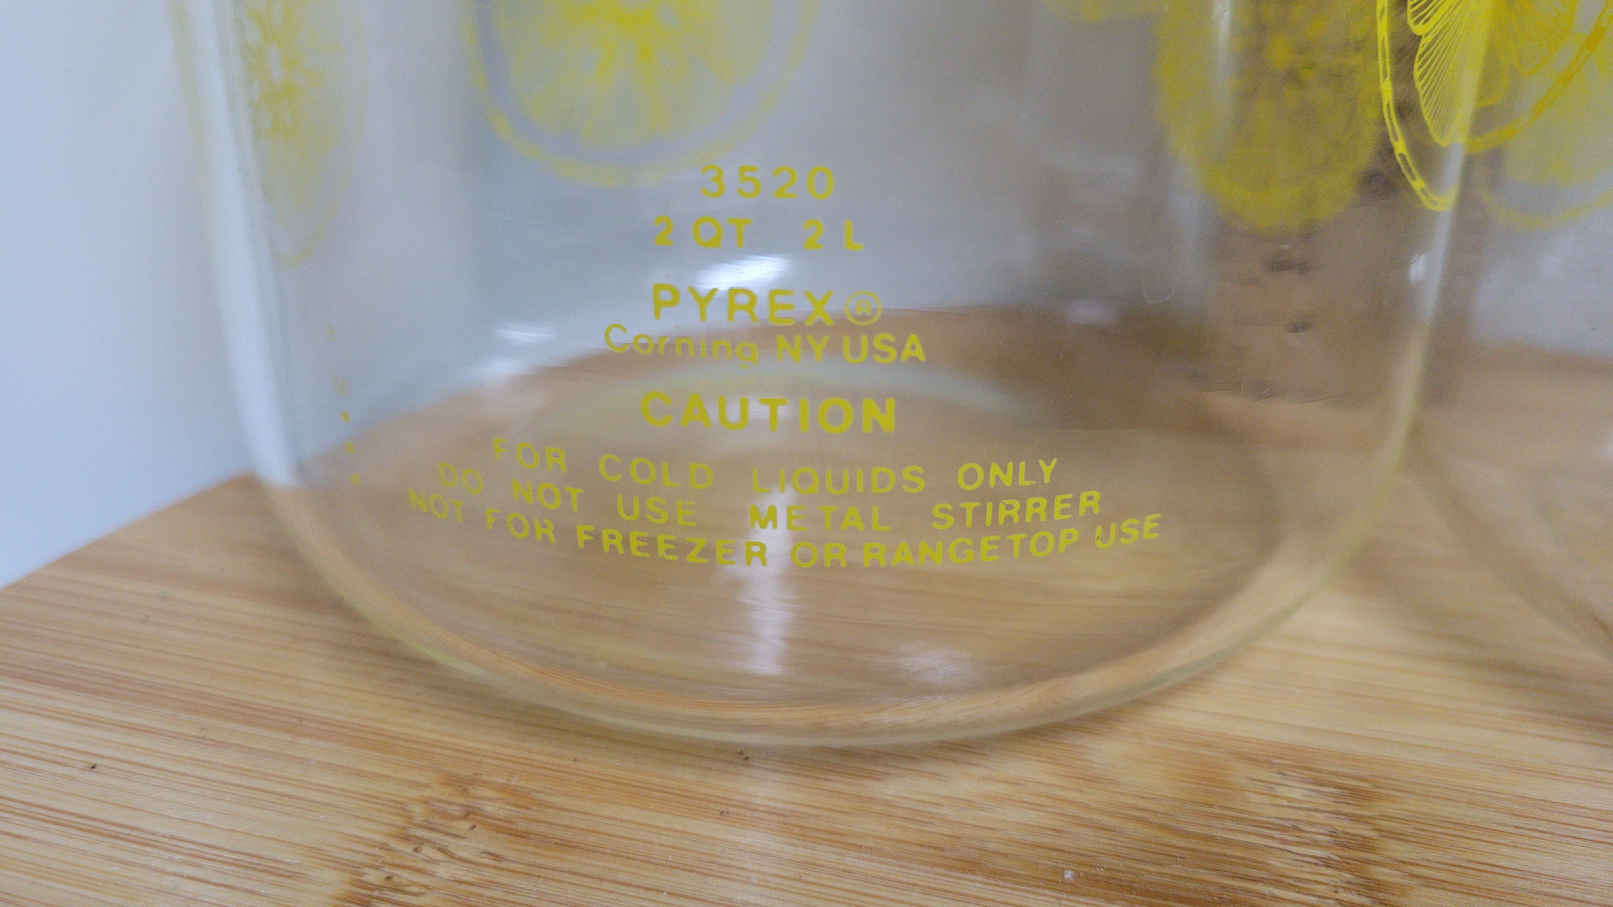 3520
2 QT 2 L
PYREX®
Corning NY USA
CAUTION
FOR COLD LIQUIDS ONLY
DO NOT USE METAL STIRRER
NOT FOR FREEZER OR RANGETOP USE